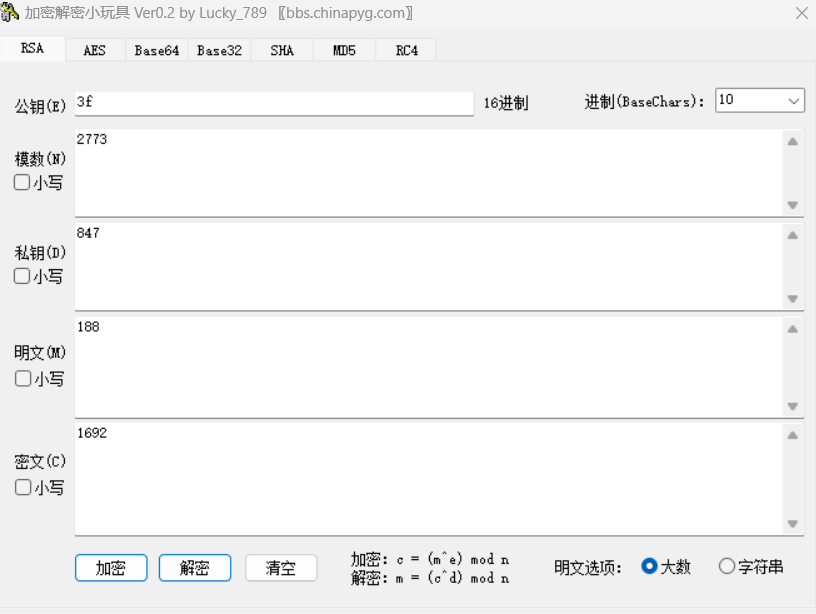 加密解密小玩具 Ver0.2 by Lucky_789 〖bbs.chinapyg.com〗
RSA AES Base64 Base32 SHA MD5 RC4
公钥(E) 3f 16进制 进制(BaseChars): 10
2773
模数(N)
小写
847
私钥(D)
小写
188
明文(M)
小写
1692
密文(C)
小写
加密 解密 清空
加密: c = (m^e) mod n
解密: m = (c^d) mod n
明文选项: 大数 字符串